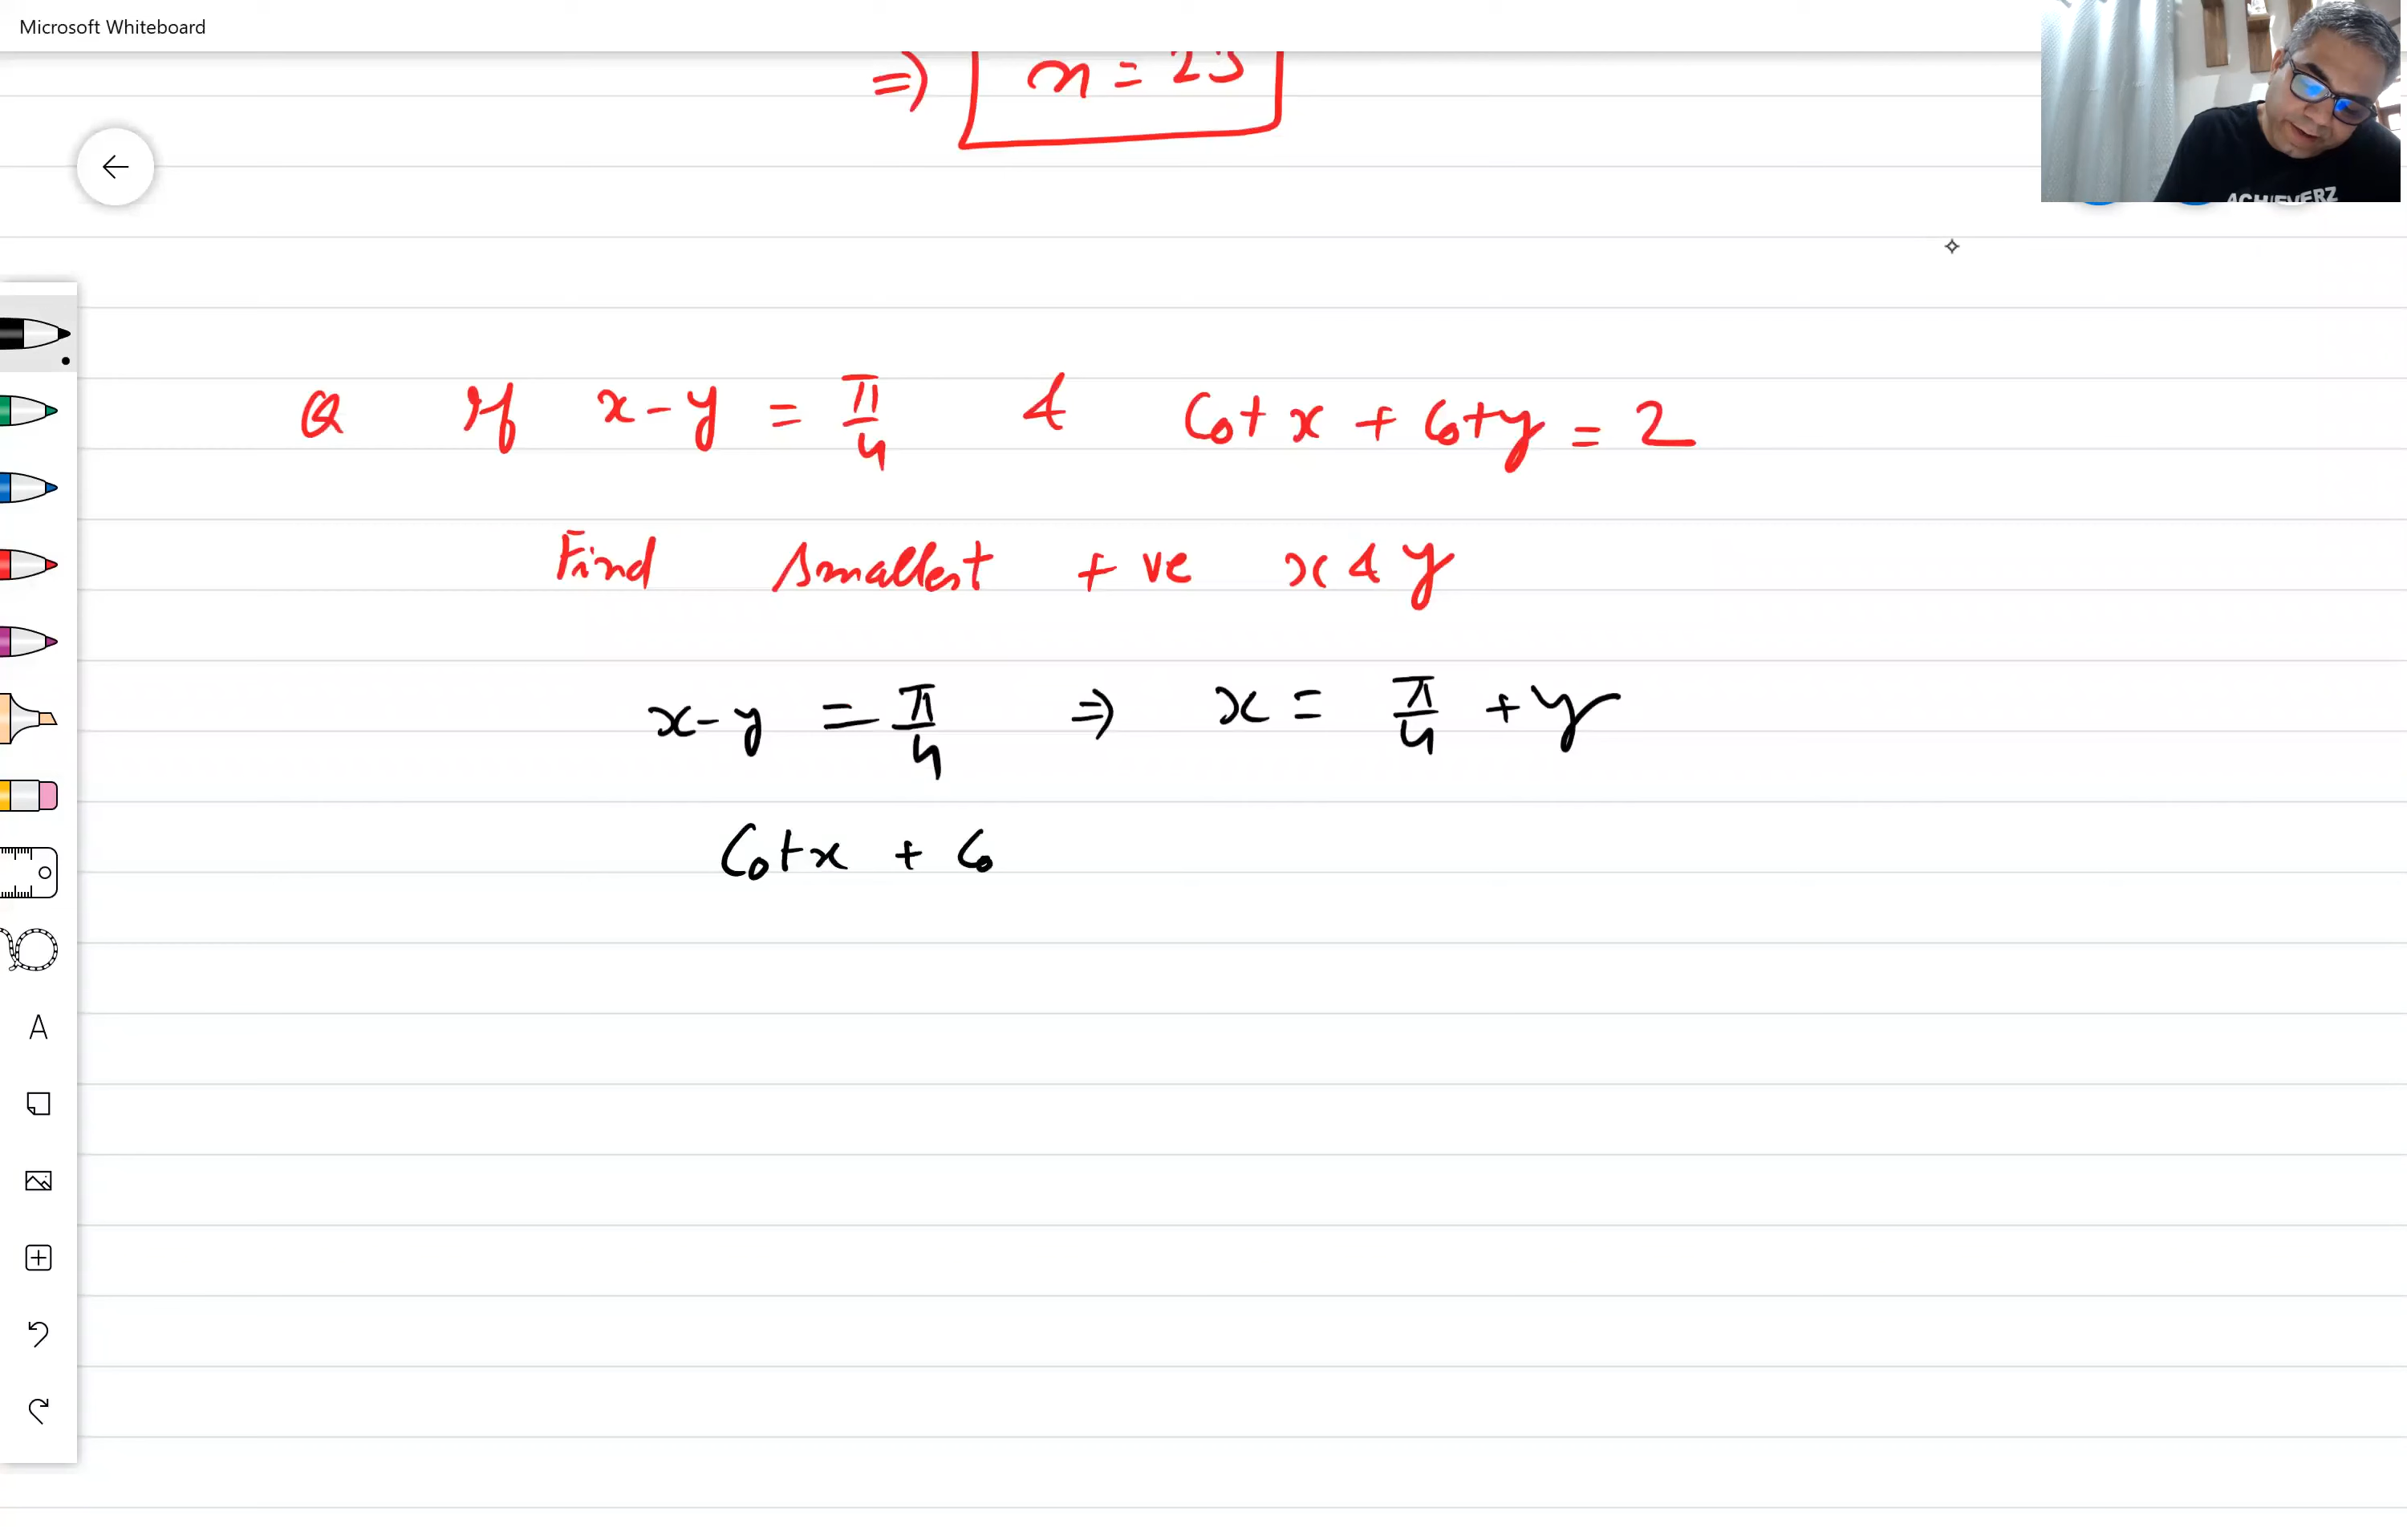 Microsoft Whiteboard
⇒ n = 23
ACHIEVERZ
Q If x - y = π/4 & Cot x + Cot y = 2
Find smallest +ve x & y
x - y = π/4 ⇒ x = π/4 + y
Cot x + Co
A